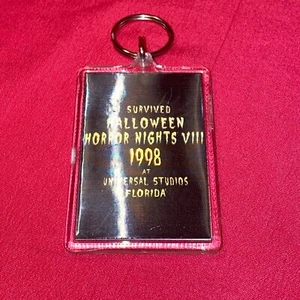 I SURVIVED
HALLOWEEN
HORROR NIGHTS VIII
1998
AT
UNIVERSAL STUDIOS
FLORIDA